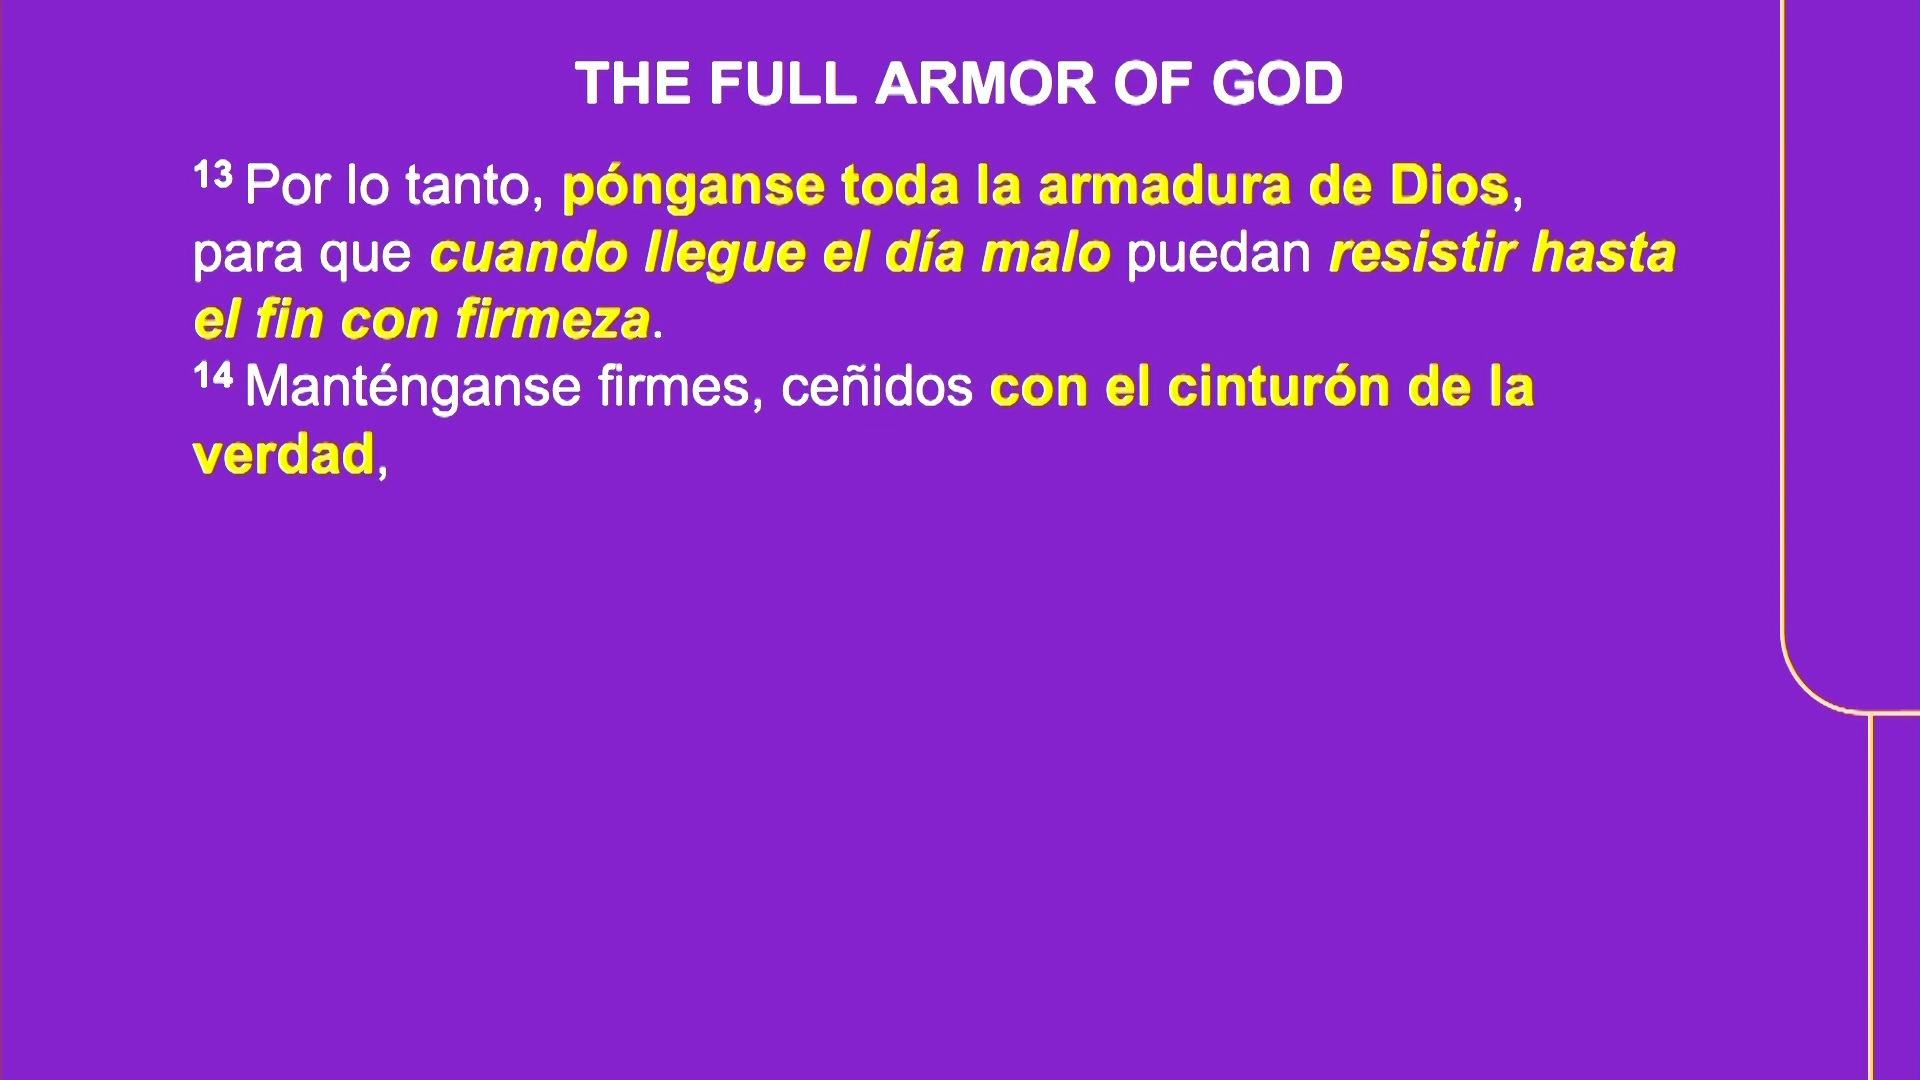 THE FULL ARMOR OF GOD
13 Por lo tanto, pónganse toda la armadura de Dios,
para que cuando llegue el día malo puedan resistir hasta
el fin con firmeza.
14 Manténganse firmes, ceñidos con el cinturón de la
verdad,